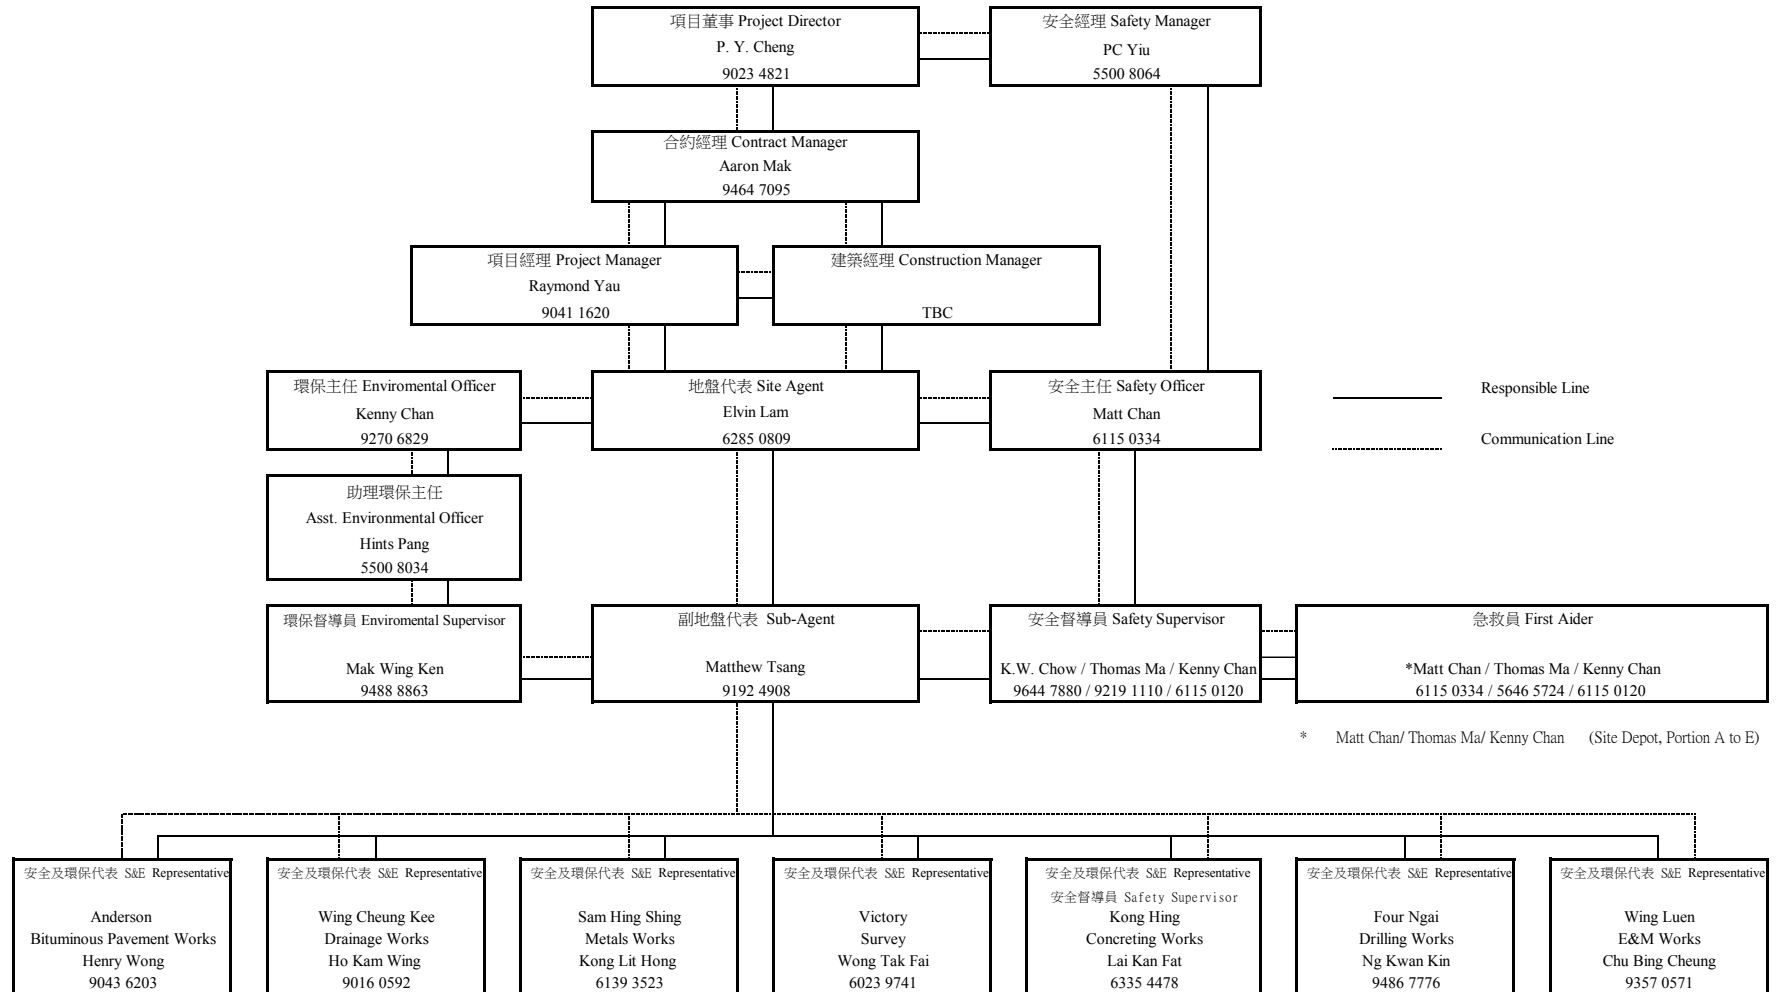 項目董事 Project Director
P. Y. Cheng
9023 4821
安全經理 Safety Manager
PC Yiu
5500 8064
合約經理 Contract Manager
Aaron Mak
9464 7095
項目經理 Project Manager
Raymond Yau
9041 1620
建築經理 Construction Manager
TBC
環保主任 Enviromental Officer
Kenny Chan
9270 6829
地盤代表 Site Agent
Elvin Lam
6285 0809
安全主任 Safety Officer
Matt Chan
6115 0334
Responsible Line
Communication Line
助理環保主任
Asst. Environmental Officer
Hints Pang
5500 8034
環保督導員 Enviromental Supervisor
Mak Wing Ken
9488 8863
副地盤代表 Sub-Agent
Matthew Tsang
9192 4908
安全督導員 Safety Supervisor
K.W. Chow / Thomas Ma / Kenny Chan
9644 7880 / 9219 1110 / 6115 0120
急救員 First Aider
*Matt Chan / Thomas Ma / Kenny Chan
6115 0334 / 5646 5724 / 6115 0120
* Matt Chan/ Thomas Ma/ Kenny Chan (Site Depot, Portion A to E)
安全及環保代表 S&E Representative
Anderson
Bituminous Pavement Works
Henry Wong
9043 6203
安全及環保代表 S&E Representative
Wing Cheung Kee
Drainage Works
Ho Kam Wing
9016 0592
安全及環保代表 S&E Representative
Sam Hing Shing
Metals Works
Kong Lit Hong
6139 3523
安全及環保代表 S&E Representative
Victory
Survey
Wong Tak Fai
6023 9741
安全及環保代表 S&E Representative
安全督導員 Safety Supervisor
Kong Hing
Concreting Works
Lai Kan Fat
6335 4478
安全及環保代表 S&E Representative
Four Ngai
Drilling Works
Ng Kwan Kin
9486 7776
安全及環保代表 S&E Representative
Wing Luen
E&M Works
Chu Bing Cheung
9357 0571